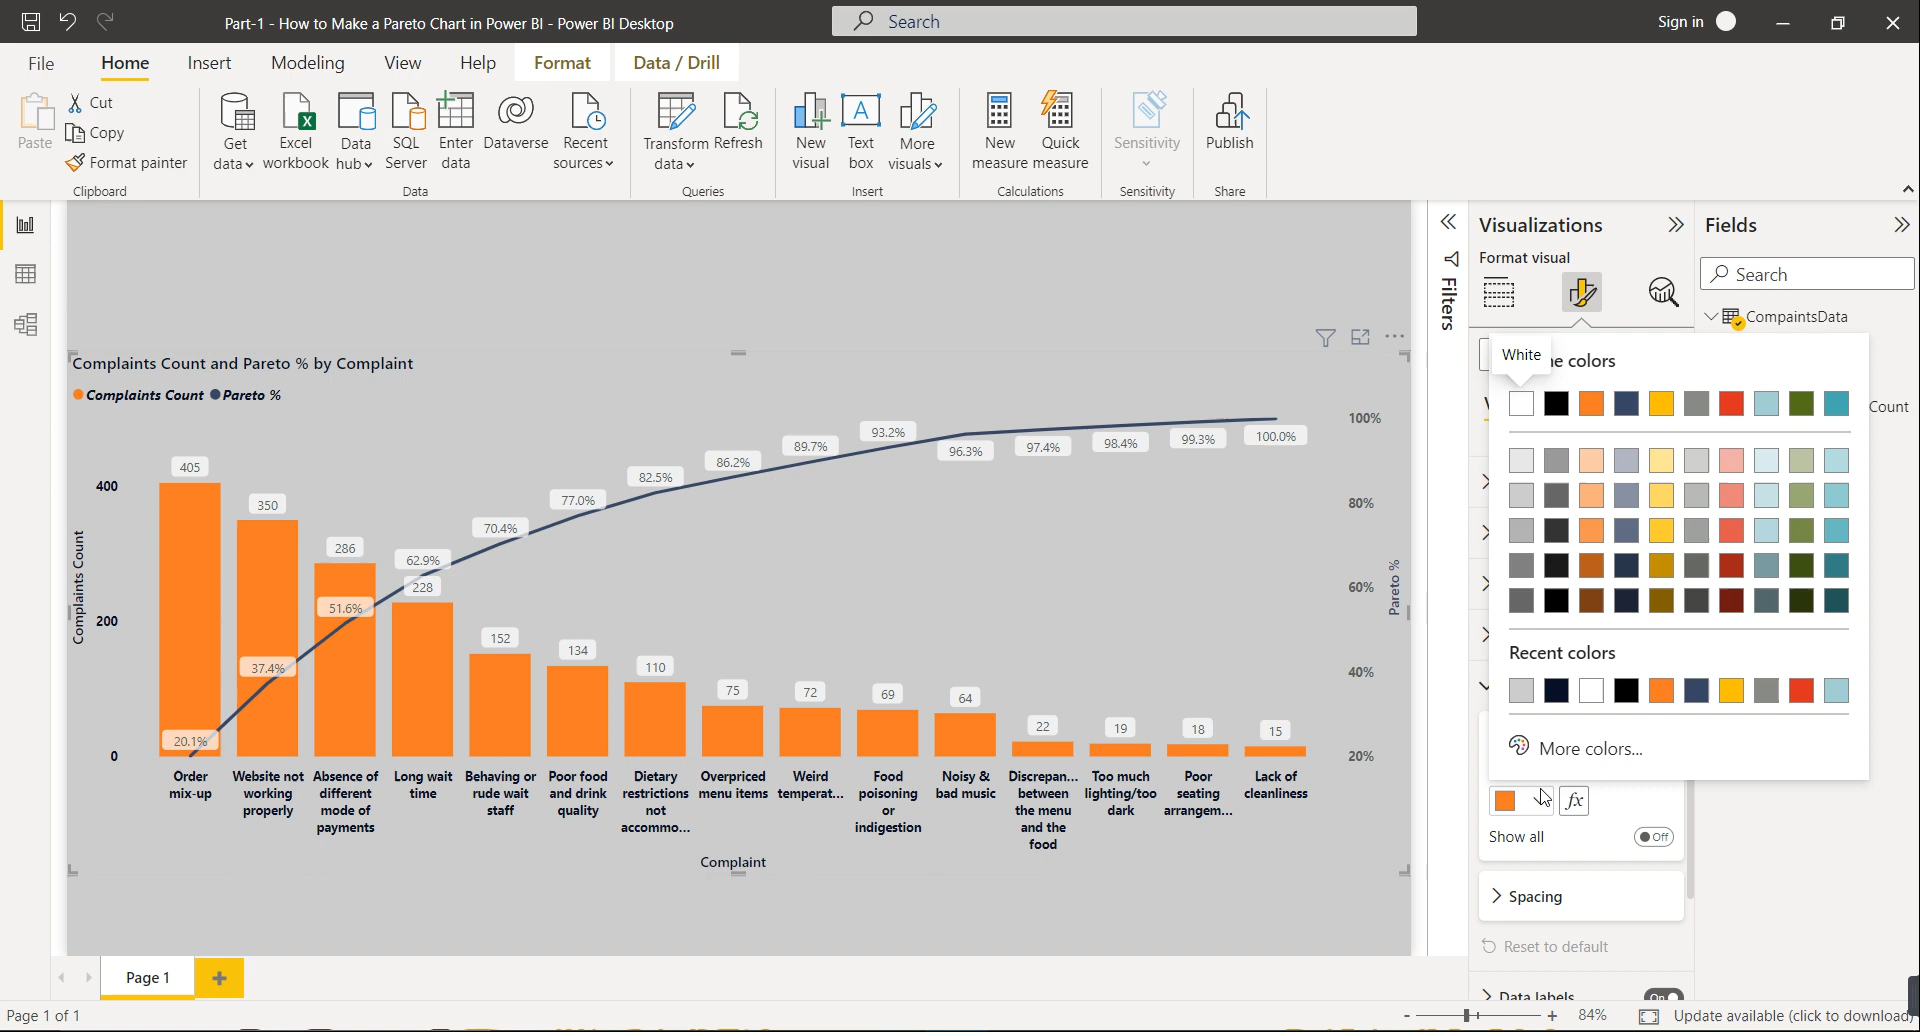 Part-1 - How to Make a Pareto Chart in Power BI - Power BI Desktop
Search
Sign in
File
Home
Insert
Modeling
View
Help
Format
Data / Drill
Paste
Cut
Copy
Format painter
Clipboard
Get data
Excel workbook
Data hub
SQL Server
Enter data
Dataverse
Recent sources
Data
Transform data
Refresh
Queries
New visual
Text box
More visuals
Insert
New measure
Quick measure
Calculations
Sensitivity
Sensitivity
Publish
Share
Complaints Count and Pareto % by Complaint
Complaints Count
Pareto %
Complaints Count
400
200
0
405
350
286
228
152
134
110
75
72
69
64
22
19
18
15
20.1%
37.4%
51.6%
62.9%
70.4%
77.0%
82.5%
86.2%
89.7%
93.2%
96.3%
97.4%
98.4%
99.3%
100.0%
100%
80%
60%
40%
20%
Pareto %
Order
mix-up
Website not
working
properly
Absence of
different
mode of
payments
Long wait
time
Behaving or
rude wait
staff
Poor food
and drink
quality
Dietary
restrictions
not
accommo...
Overpriced
menu items
Weird
temperat...
Food
poisoning
or
indigestion
Noisy &
bad music
Discrepan...
between
the menu
and the
food
Too much
lighting/too
dark
Poor
seating
arrangem...
Lack of
cleanliness
Complaint
Filters
Visualizations
Format visual
White
ne colors
Recent colors
More colors...
fx
Show all
Off
Spacing
Reset to default
Data labels
On
Fields
Search
CompaintsData
Count
Page 1
Page 1 of 1
84%
Update available (click to download)